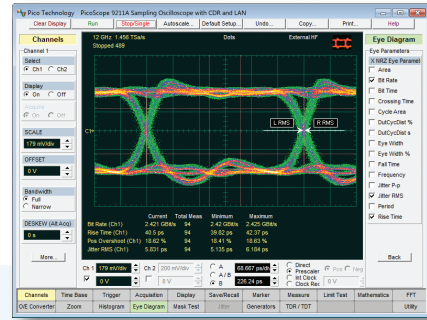 Pico Technology PicoScope 9211A Sampling Oscilloscope with CDR and LAN
Clear Display Run Stop/Single Autoscale... Default Setup... Undo... Copy... Print... Help
Channels
Channel 1
Select
Ch1 Ch2
Display
On Off
Acquire
On Off
SCALE
179 mV/div
OFFSET
0 V
Bandwidth
Full
Narrow
DESKEW (Alt Acq)
0 s
More...
12 GHz 1.456 TSa/s Dots External HF
Stopped 489
Ch1
L RMS R RMS
Current Total Meas Minimum Maximum
Bit Rate (Ch1) 2.421 GBit/s 94 2.421 GBit/s 2.425 GBit/s
Rise Time (Ch1) 40.5 ps 94 39.82 ps 42.37 ps
Pos Overshoot (Ch1) 18.62 % 94 18.41 % 18.63 %
Jitter RMS (Ch1) 5.831 ps 94 5.135 ps 6.184 ps
Ch 1 179 mV/div Ch 2 200 mV/div A 68.667 ps/div Direct Pos Neg
A / B Prescaler
0 V 0 V B 226.24 ps Int Clock
Clock Rec 0 V
Eye Diagram
Eye Parameters
X NRZ Eye Paramet
Area
Bit Rate
Bit Time
Crossing Time
Cycle Area
DutCycDist %
DutCycDist s
Eye Width
Eye Width %
Fall Time
Frequency
Jitter P-p
Jitter RMS
Period
Rise Time
Back
Channels Time Base Trigger Acquisition Display Save/Recall Marker Measure Limit Test Mathematics FFT
O/E Converter Zoom Histogram Eye Diagram Mask Test Jitter Generators TDR / TDT Utility